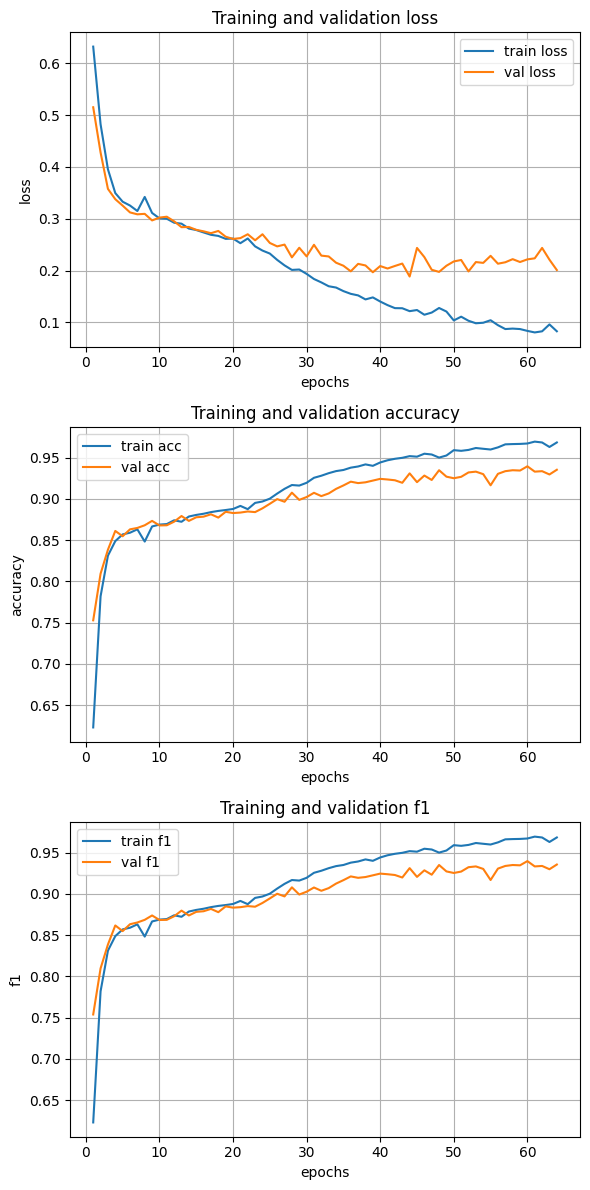 Training and validation loss
train loss
val loss
0.6
0.5
0.4
0.3
0.2
0.1
loss
0 10 20 30 40 50 60
epochs
Training and validation accuracy
train acc
val acc
0.95
0.90
0.85
0.80
0.75
0.70
0.65
accuracy
0 10 20 30 40 50 60
epochs
Training and validation f1
train f1
val f1
0.95
0.90
0.85
0.80
0.75
0.70
0.65
f1
0 10 20 30 40 50 60
epochs